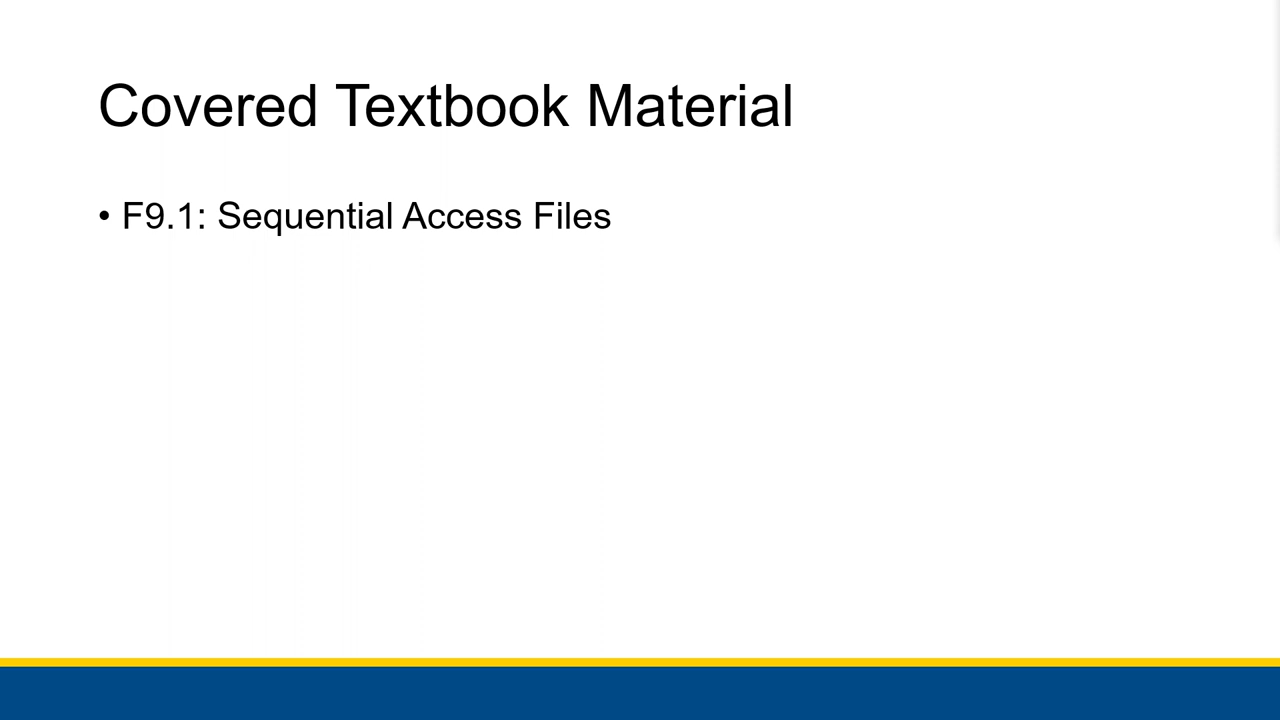 Covered Textbook Material
• F9.1: Sequential Access Files